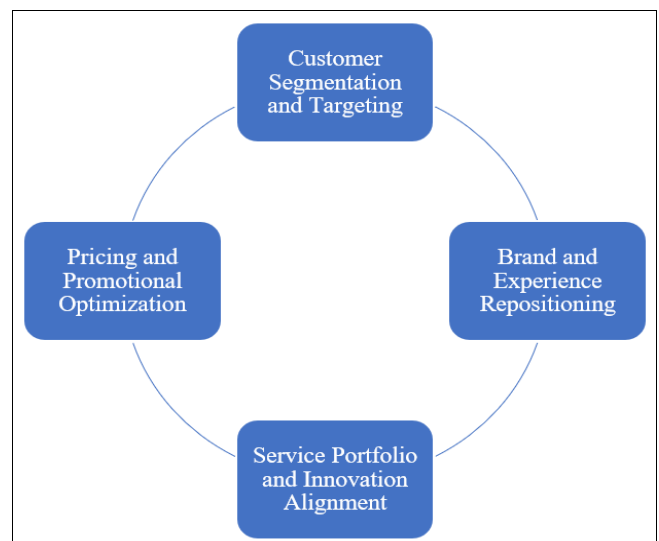 Customer
Segmentation
and Targeting
Pricing and
Promotional
Optimization
Brand and
Experience
Repositioning
Service Portfolio
and Innovation
Alignment